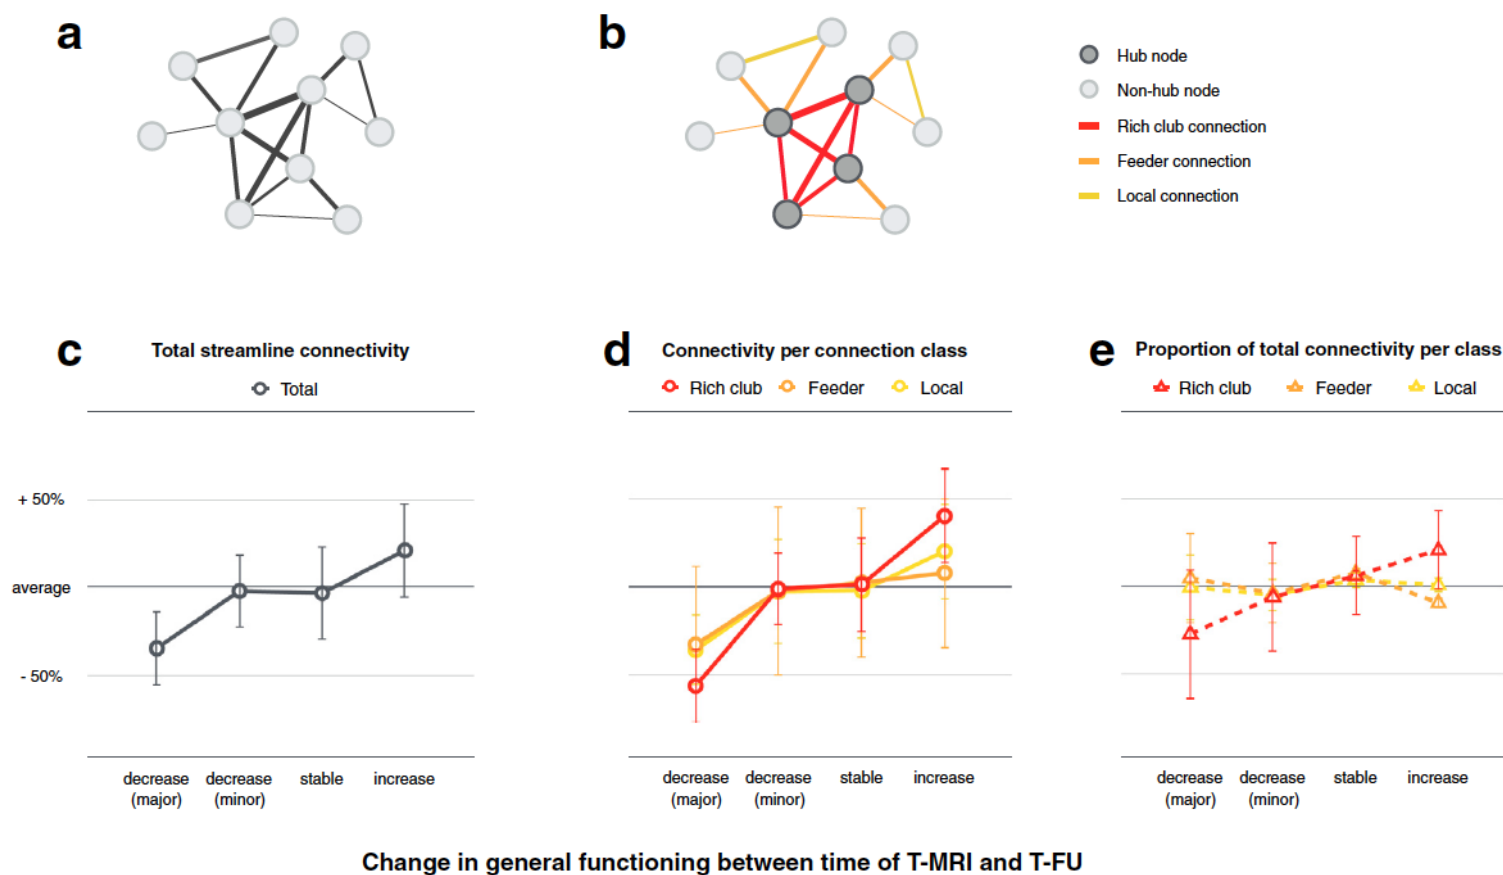 a
b
Hub node
Non-hub node
Rich club connection
Feeder connection
Local connection
c
Total streamline connectivity
Total
d
Connectivity per connection class
Rich club
Feeder
Local
e
Proportion of total connectivity per class
Rich club
Feeder
Local
+ 50%
average
- 50%
decrease
(major)
decrease
(minor)
stable
increase
decrease
(major)
decrease
(minor)
stable
increase
decrease
(major)
decrease
(minor)
stable
increase
Change in general functioning between time of T-MRI and T-FU